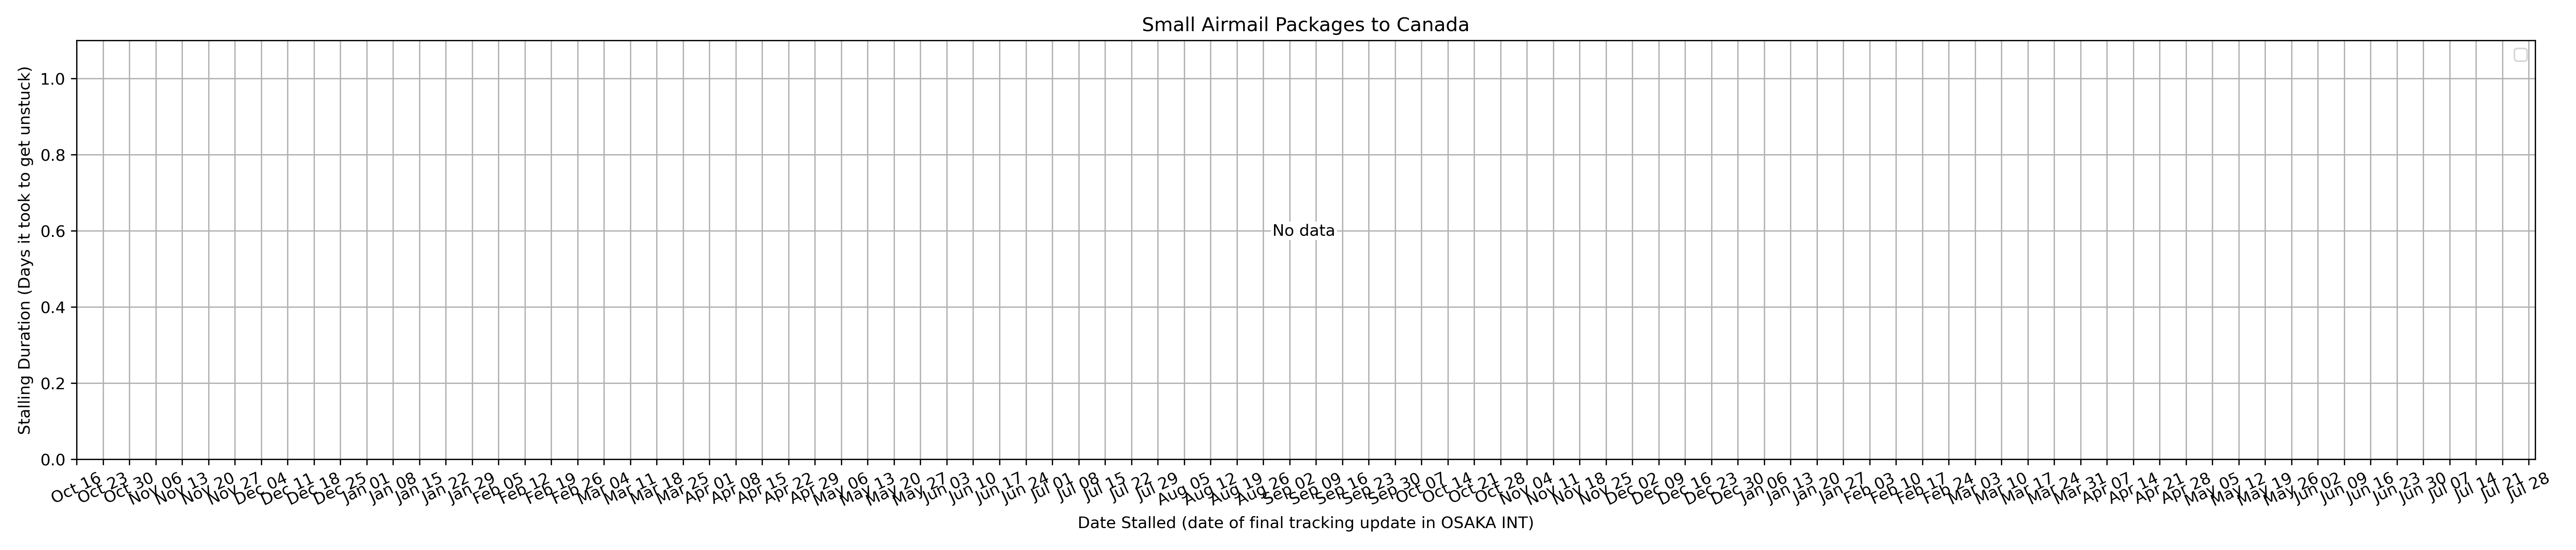 Small Airmail Packages to Canada
Stalling Duration (Days it took to get unstuck)
1.0
0.8
0.6
0.4
0.2
0.0
No data
Oct 16 Oct 23 Oct 30 Nov 06 Nov 13 Nov 20 Nov 27 Dec 04 Dec 11 Dec 18 Dec 25 Jan 01 Jan 08 Jan 15 Jan 22 Jan 29 Feb 05 Feb 12 Feb 19 Feb 26 Mar 04 Mar 11 Mar 18 Mar 25 Apr 01 Apr 08 Apr 15 Apr 22 Apr 29 May 06 May 13 May 20 May 27 Jun 03 Jun 10 Jun 17 Jun 24 Jul 01 Jul 08 Jul 15 Jul 22 Jul 29 Aug 05 Aug 12 Aug 19 Aug 26 Sep 02 Sep 09 Sep 16 Sep 23 Sep 30 Oct 07 Oct 14 Oct 21 Oct 28 Nov 04 Nov 11 Nov 18 Nov 25 Dec 02 Dec 09 Dec 16 Dec 23 Dec 30 Jan 06 Jan 13 Jan 20 Jan 27 Feb 03 Feb 10 Feb 17 Feb 24 Mar 03 Mar 10 Mar 17 Mar 24 Mar 31 Apr 07 Apr 14 Apr 21 Apr 28 May 05 May 12 May 19 May 26 Jun 02 Jun 09 Jun 16 Jun 23 Jun 30 Jul 07 Jul 14 Jul 21 Jul 28
Date Stalled (date of final tracking update in OSAKA INT)